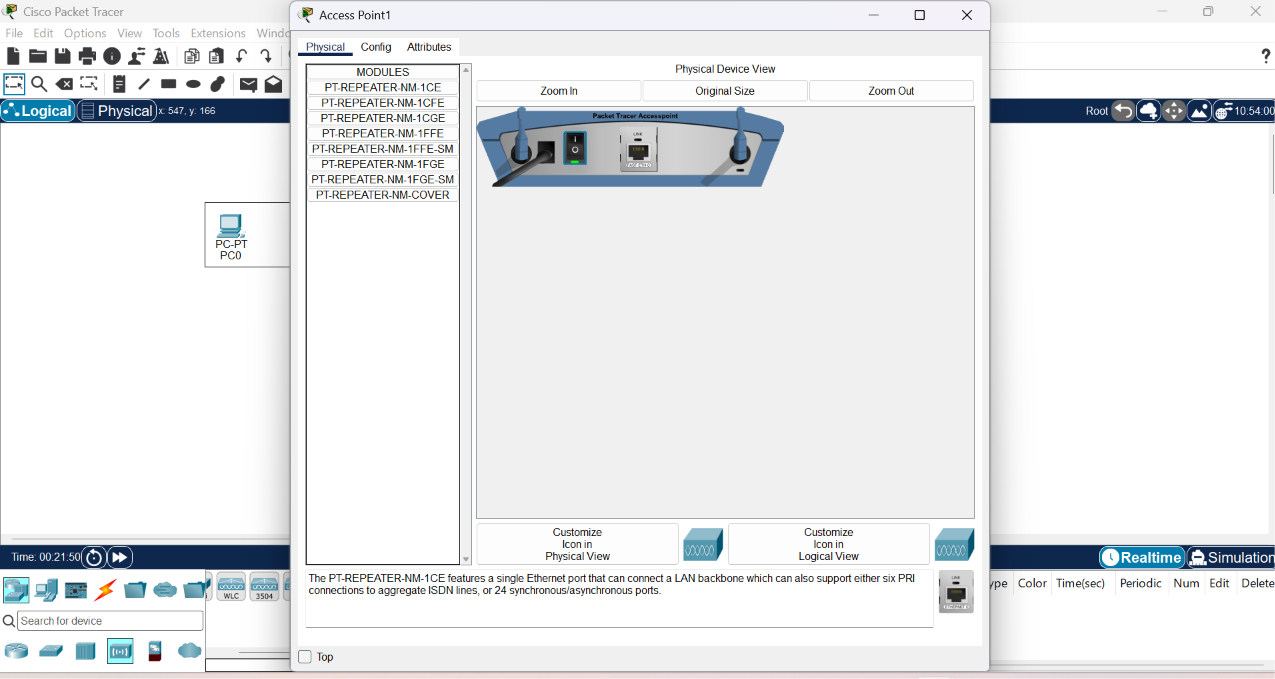 Cisco Packet Tracer
Access Point1
File Edit Options View Tools Extensions Windo
Physical Config Attributes
MODULES
PT-REPEATER-NM-1CE
PT-REPEATER-NM-1CFE
PT-REPEATER-NM-1CGE
PT-REPEATER-NM-1FFE
PT-REPEATER-NM-1FFE-SM
PT-REPEATER-NM-1FGE
PT-REPEATER-NM-1FGE-SM
PT-REPEATER-NM-COVER
Physical Device View
Zoom In Original Size Zoom Out
Packet Tracer Accesspoint
LINK
Logical Physical x: 547, y: 166
Root 10:54:00
PC-PT
PC0
Customize
Icon in
Physical View
Customize
Icon in
Logical View
Time: 00:21:50
Realtime Simulation
The PT-REPEATER-NM-1CE features a single Ethernet port that can connect a LAN backbone which can also support either six PRI
connections to aggregate ISDN lines, or 24 synchronous/asynchronous ports.
LINK
WLC 3504
ype Color Time(sec) Periodic Num Edit Delete
Search for device
Top